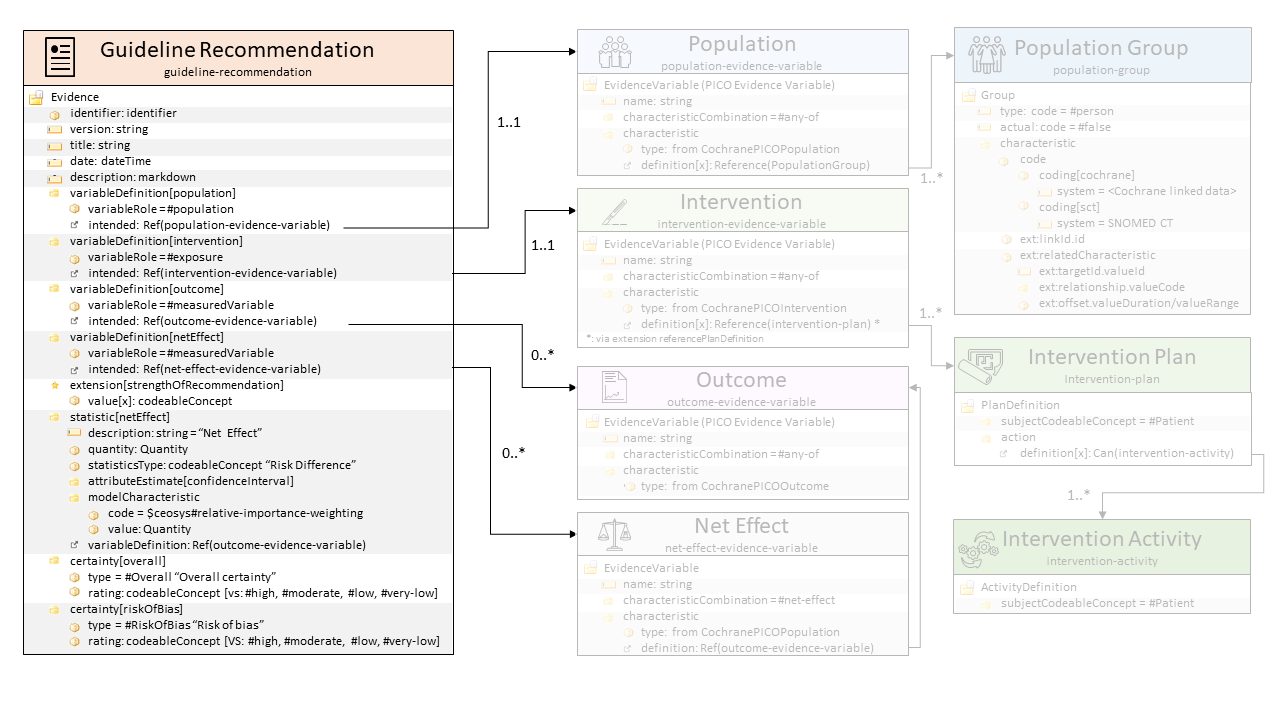 Guideline Recommendation
guideline-recommendation
Evidence
identifier: identifier
version: string
title: string
date: dateTime
description: markdown
variableDefinition[population]
variableRole = #population
intended: Ref(population-evidence-variable)
variableDefinition[intervention]
variableRole = #exposure
intended: Ref(intervention-evidence-variable)
variableDefinition[outcome]
variableRole = #measuredVariable
intended: Ref(outcome-evidence-variable)
variableDefinition[netEffect]
variableRole = #measuredVariable
intended: Ref(net-effect-evidence-variable)
extension[strengthOfRecommendation]
value[x]: codeableConcept
statistic[netEffect]
description: string = “Net Effect”
quantity: Quantity
statisticsType: codeableConcept “Risk Difference”
attributeEstimate[confidenceInterval]
modelCharacteristic
code = $ceosys#relative-importance-weighting
value: Quantity
variableDefinition: Ref(outcome-evidence-variable)
certainty[overall]
type = #Overall “Overall certainty”
rating: codeableConcept [vs: #high, #moderate, #low, #very-low]
certainty[riskOfBias]
type = #RiskOfBias “Risk of bias”
rating: codeableConcept [VS: #high, #moderate, #low, #very-low]
1..1
1..1
0..*
0..*
Population
population-evidence-variable
EvidenceVariable (PICO Evidence Variable)
name: string
characteristicCombination = #any-of
characteristic
type: from CochranePICOPopulation
definition[x]: Reference(PopulationGroup)
Intervention
intervention-evidence-variable
EvidenceVariable (PICO Evidence Variable)
name: string
characteristicCombination = #any-of
characteristic
type: from CochranePICOIntervention
definition[x]: Reference(intervention-plan) *
*: via extension referencePlanDefinition
Outcome
outcome-evidence-variable
EvidenceVariable (PICO Evidence Variable)
name: string
characteristicCombination = #any-of
characteristic
type: from CochranePICOOutcome
Net Effect
net-effect-evidence-variable
EvidenceVariable
name: string
characteristicCombination = #net-effect
characteristic
type: from CochranePICOPopulation
definition: Ref(outcome-evidence-variable)
1..*
1..*
Population Group
population-group
Group
type: code = #person
actual: code = #false
characteristic
code
coding[cochrane]
system = <Cochrane linked data>
coding[sct]
system = SNOMED CT
ext:linkId.id
ext:relatedCharacteristic
ext:targetId.valueid
ext:relationship.valueCode
ext:offset.valueDuration/valueRange
Intervention Plan
intervention-plan
PlanDefinition
subjectCodeableConcept = #Patient
action
definition[x]: Can(intervention-activity)
1..*
Intervention Activity
intervention-activity
ActivityDefinition
subjectCodeableConcept = #Patient